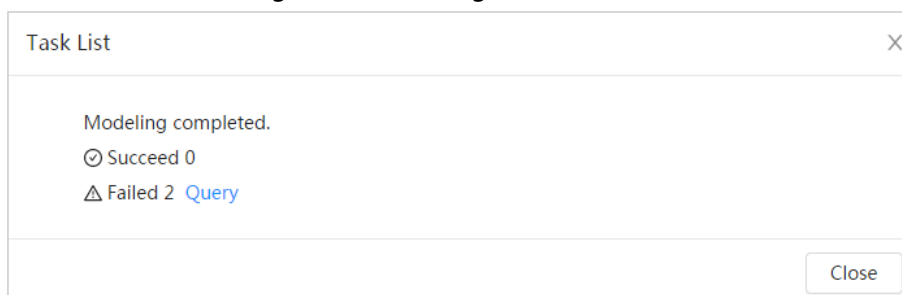 Task List
Modeling completed.
Succeed 0
Failed 2 Query
Close